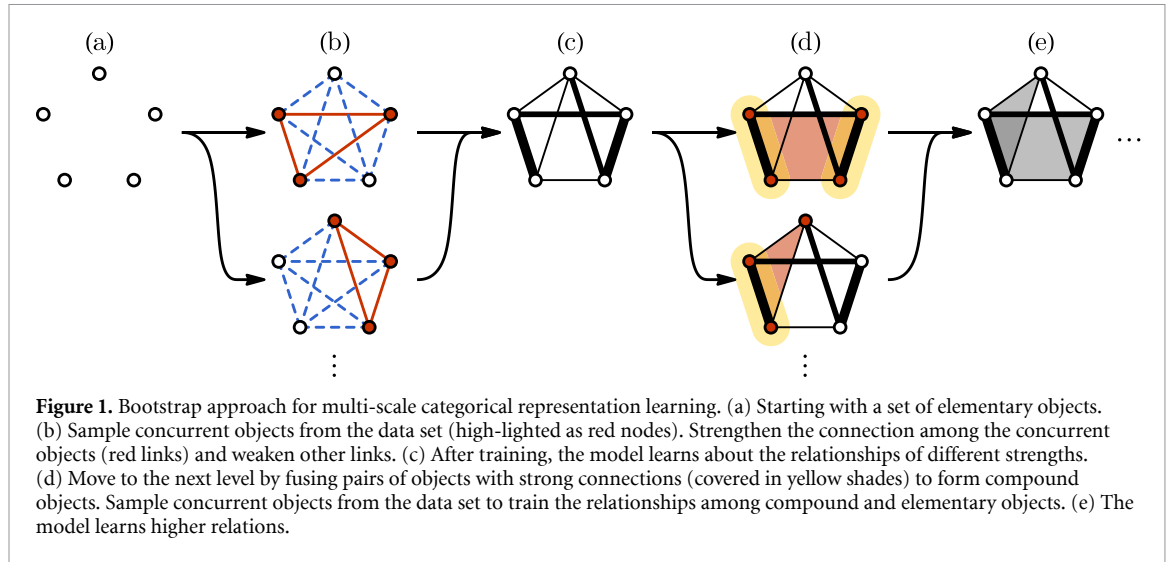 (a) (b) (c) (d) (e)
...
⋮ ⋮
Figure 1. Bootstrap approach for multi-scale categorical representation learning. (a) Starting with a set of elementary objects.
(b) Sample concurrent objects from the data set (high-lighted as red nodes). Strengthen the connection among the concurrent
objects (red links) and weaken other links. (c) After training, the model learns about the relationships of different strengths.
(d) Move to the next level by fusing pairs of objects with strong connections (covered in yellow shades) to form compound
objects. Sample concurrent objects from the data set to train the relationships among compound and elementary objects. (e) The
model learns higher relations.